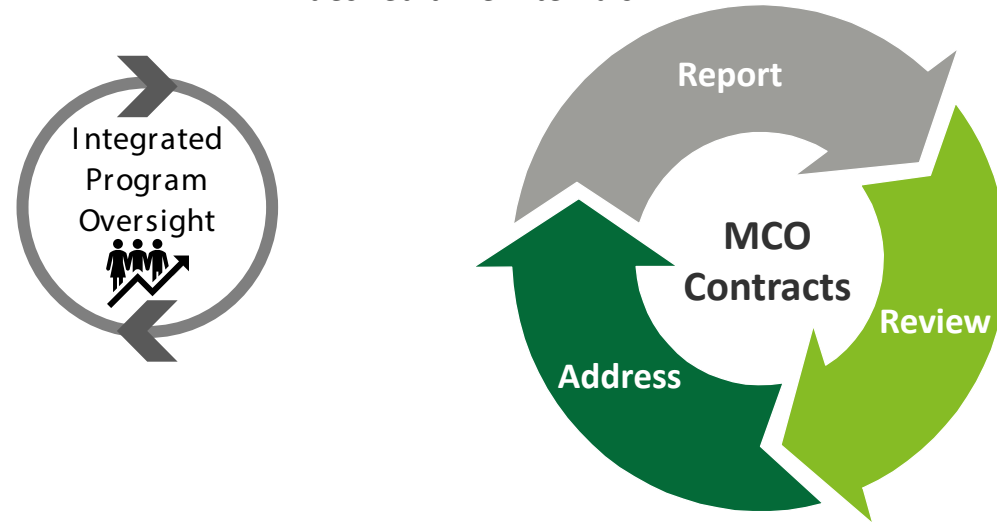 Integrated
Program
Oversight
Report
MCO
Contracts
Review
Address